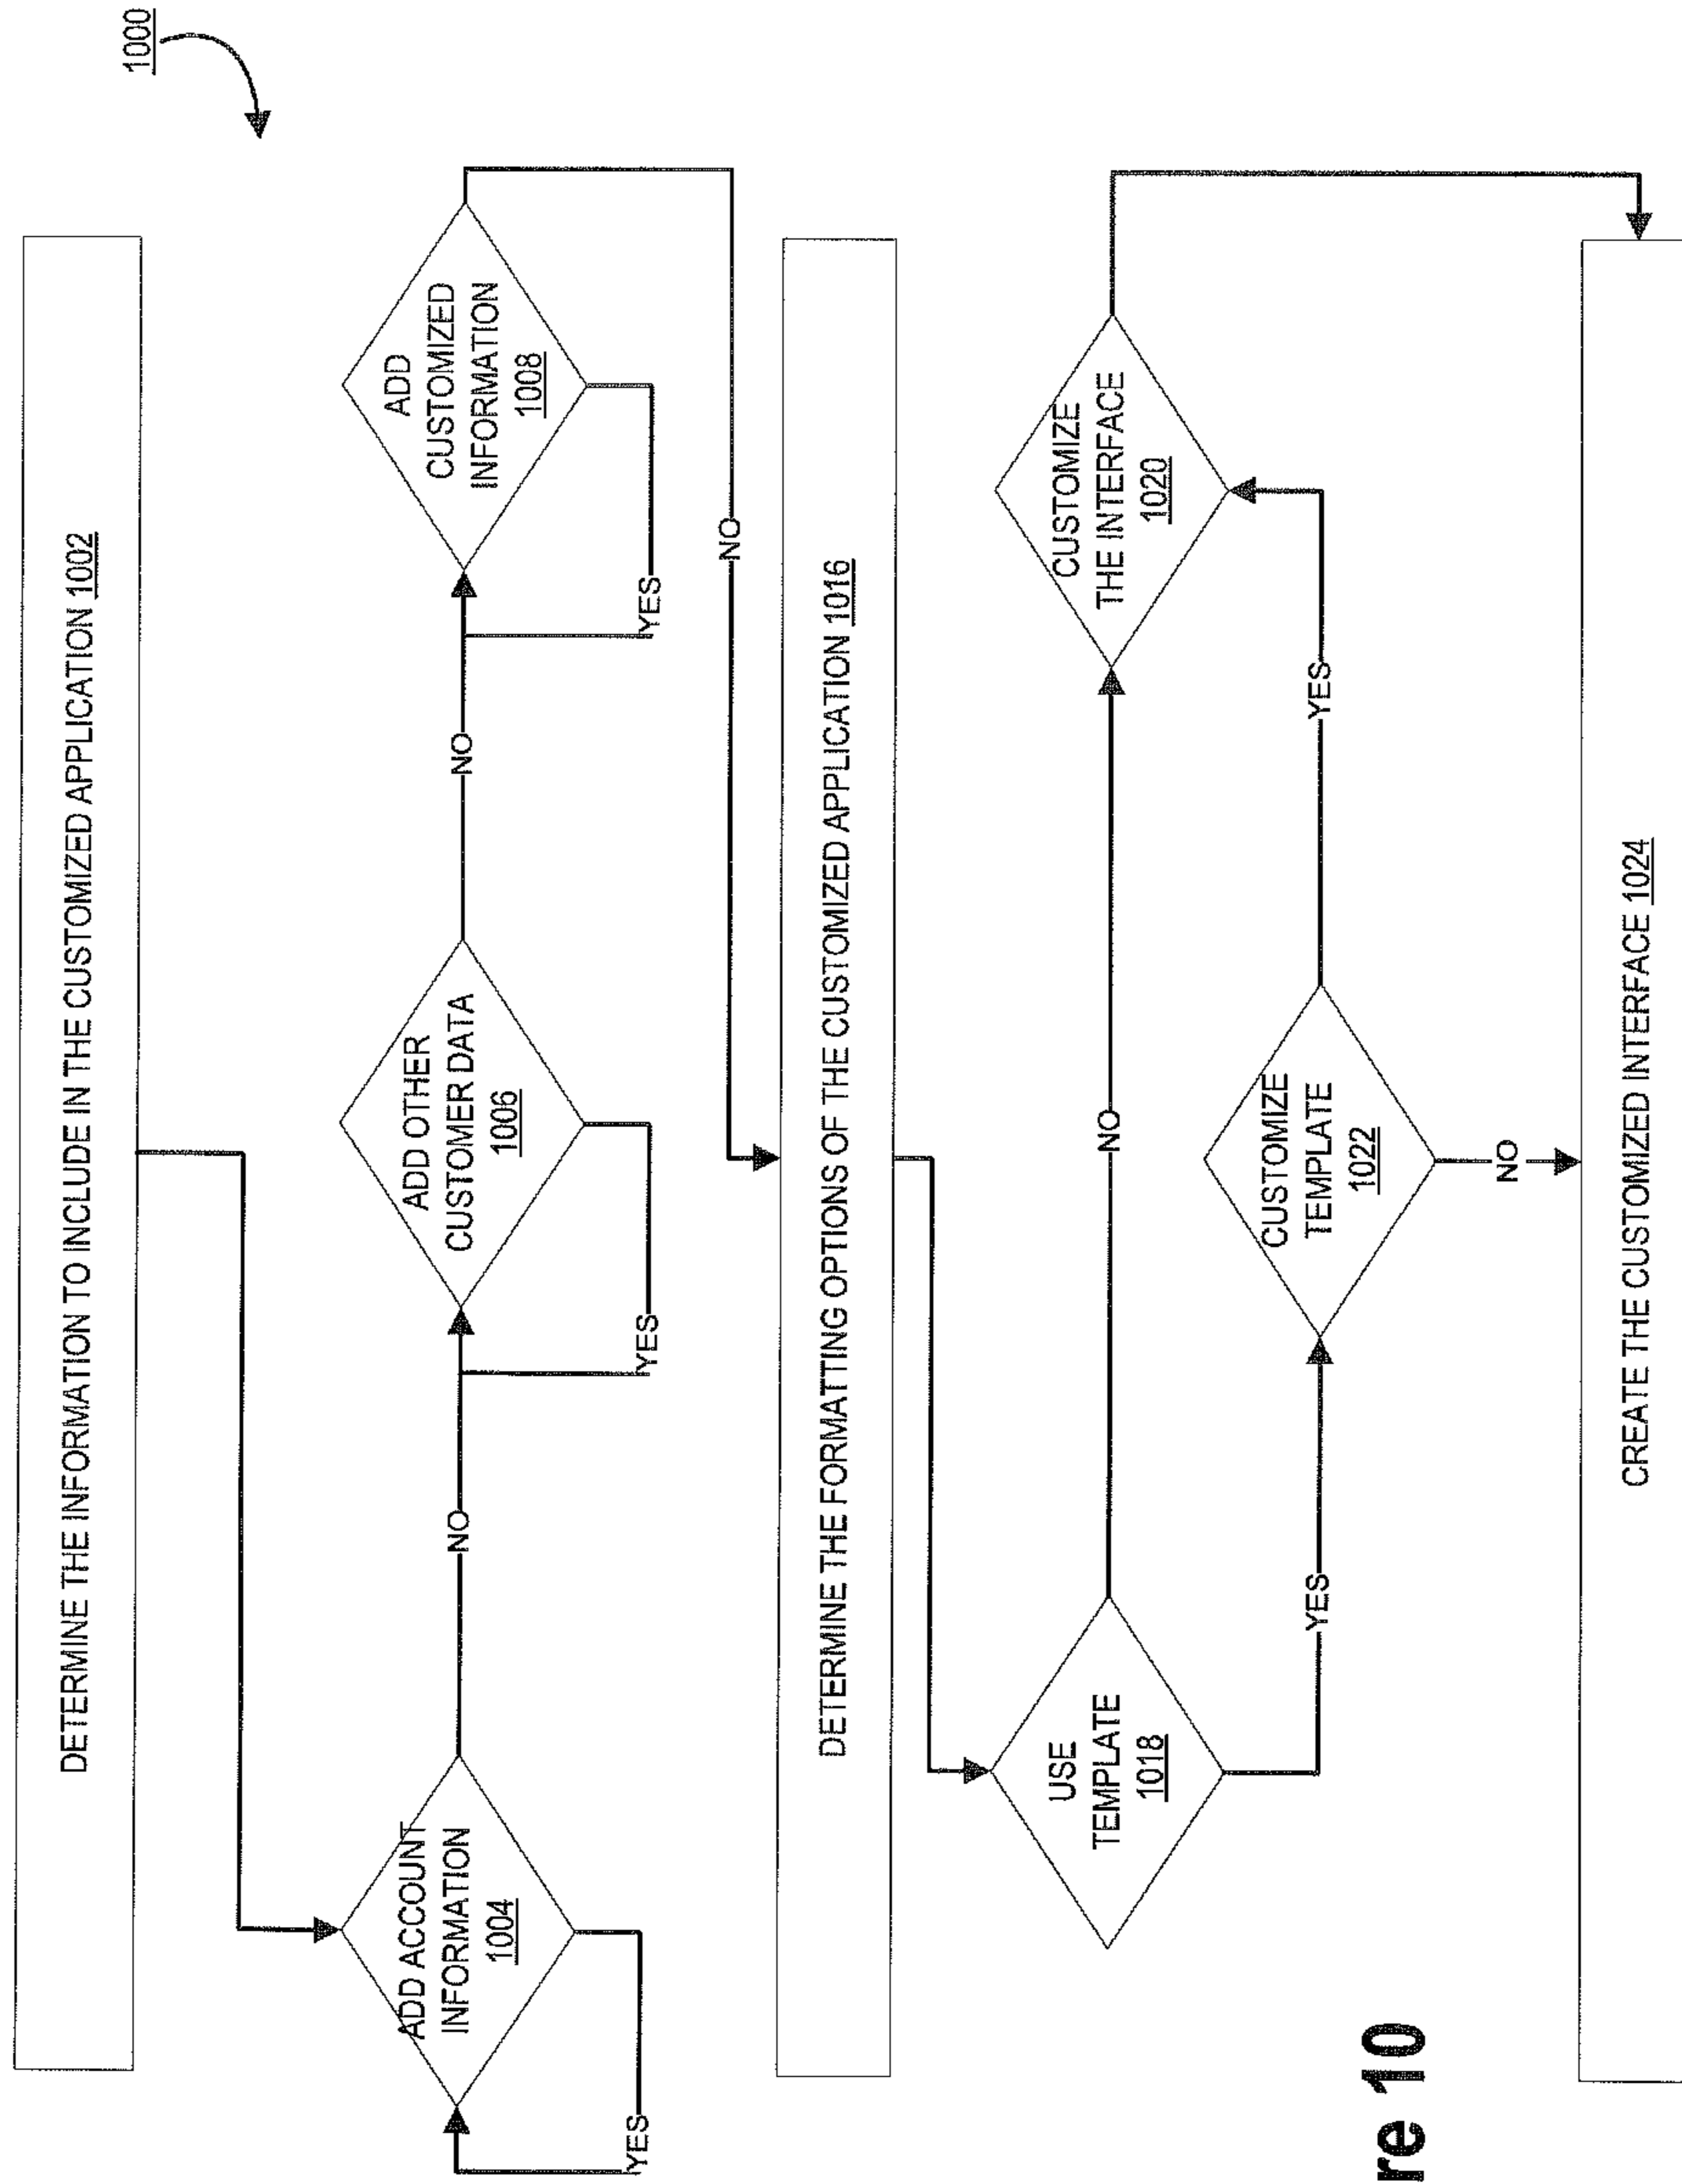 1000
DETERMINE THE INFORMATION TO INCLUDE IN THE CUSTOMIZED APPLICATION 1002
ADD ACCOUNT
INFORMATION
1004
YES
NO
ADD OTHER
CUSTOMER DATA
1006
YES
NO
ADD
CUSTOMIZED
INFORMATION
1008
YES
NO
DETERMINE THE FORMATTING OPTIONS OF THE CUSTOMIZED APPLICATION 1016
USE
TEMPLATE
1018
NO
YES
CUSTOMIZE
TEMPLATE
1022
YES
NO
CUSTOMIZE
THE INTERFACE
1020
CREATE THE CUSTOMIZED INTERFACE 1024
re 10